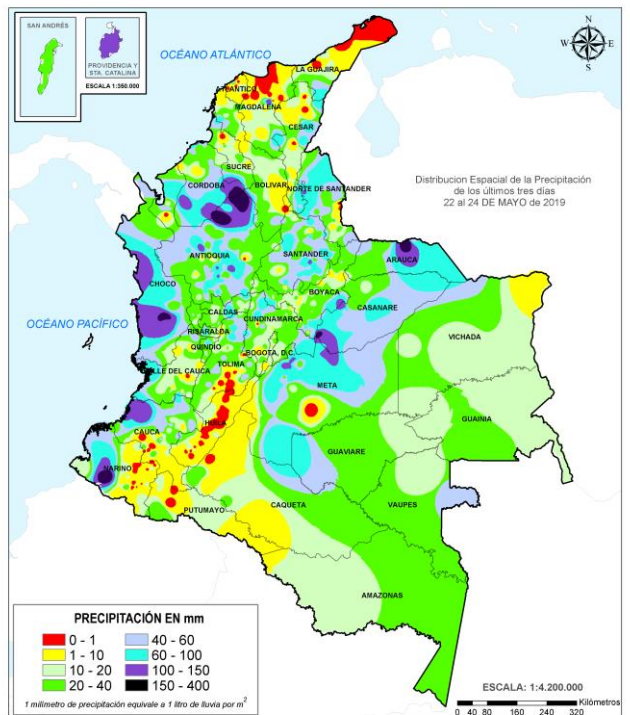 SAN ANDRÉS
PROVIDENCIA Y
STA. CATALINA
ESCALA 1:350.000
OCÉANO ATLÁNTICO
N
W E
S
LA GUAJIRA
ATLANTICO
MAGDALENA
CESAR
SUCRE
CORDOBA
BOLIVAR
NORTE DE SANTANDER
Distribucion Espacial de la Precipitación
de los últimos tres días
22 al 24 DE MAYO de 2019
ANTIOQUIA
SANTANDER
ARAUCA
CHOCO
BOYACA
CASANARE
OCÉANO PACÍFICO
CALDAS
CUNDINAMARCA
RISARALDA
VICHADA
QUINDIO
BOGOTA, D.C.
TOLIMA
VALLE DEL CAUCA
META
GUAINIA
CAUCA
HUILA
GUAVIARE
NARIÑO
CAQUETA
VAUPES
PUTUMAYO
AMAZONAS
PRECIPITACIÓN EN mm
0 - 1 40 - 60
1 - 10 60 - 100
10 - 20 100 - 150
20 - 40 150 - 400
1 milimetro de precipitación equivale a 1 litro de lluvia por m²
ESCALA: 1:4.200.000
Kilómetros
0 40 80 160 240 320